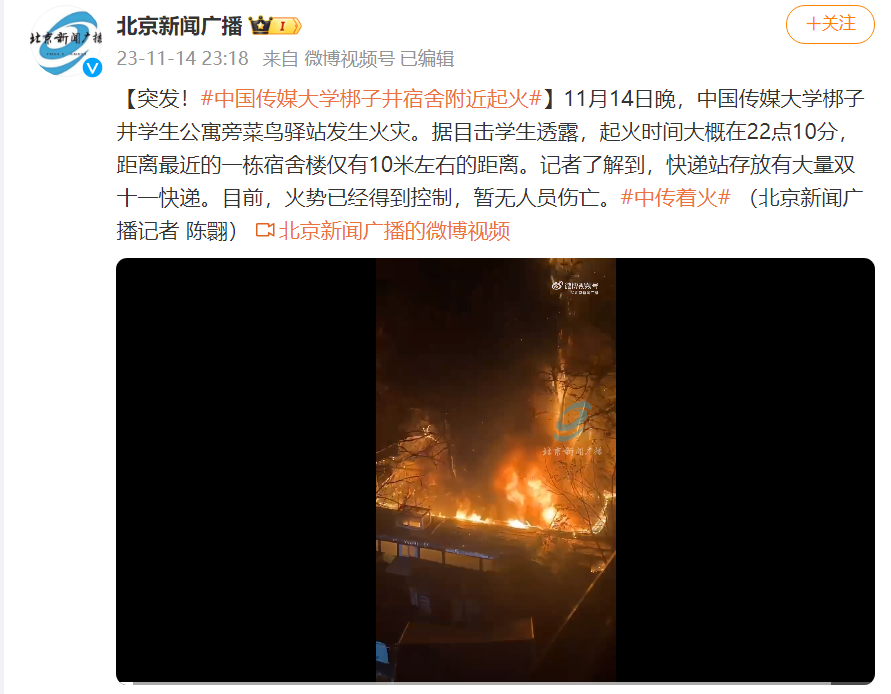 北京新闻广播
北京新闻广播 I
+关注
23-11-14 23:18 来自 微博视频号 已编辑
【突发！#中国传媒大学梆子井宿舍附近起火#】11月14日晚，中国传媒大学梆子
井学生公寓旁菜鸟驿站发生火灾。据目击学生透露，起火时间大概在22点10分，
距离最近的一栋宿舍楼仅有10米左右的距离。记者了解到，快递站存放有大量双
十一快递。目前，火势已经得到控制，暂无人员伤亡。#中传着火# （北京新闻广
播记者 陈翾） 北京新闻广播的微博视频
微博视频号
北京新闻广播